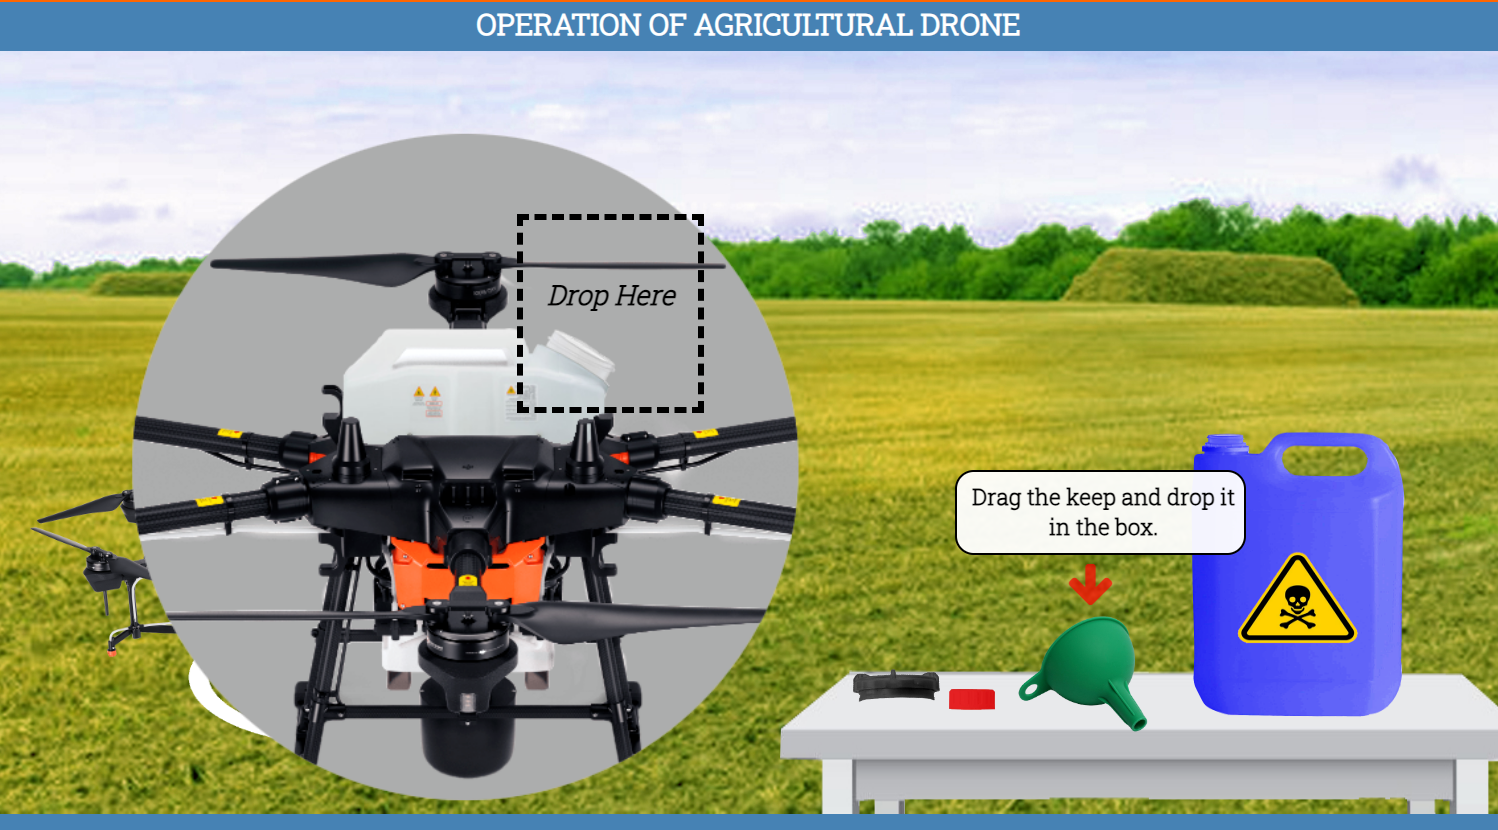 OPERATION OF AGRICULTURAL DRONE
Drop Here
Drag the keep and drop it
in the box.